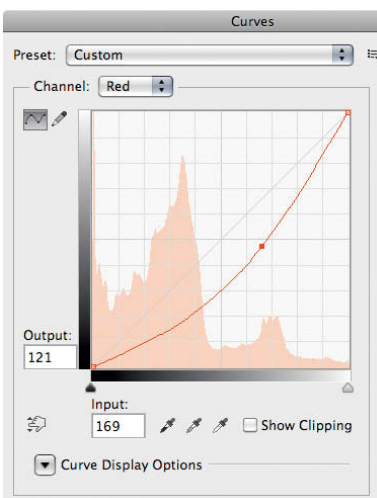 Curves
Preset: Custom
Channel: Red
Output:
121
Input:
169
Show Clipping
Curve Display Options